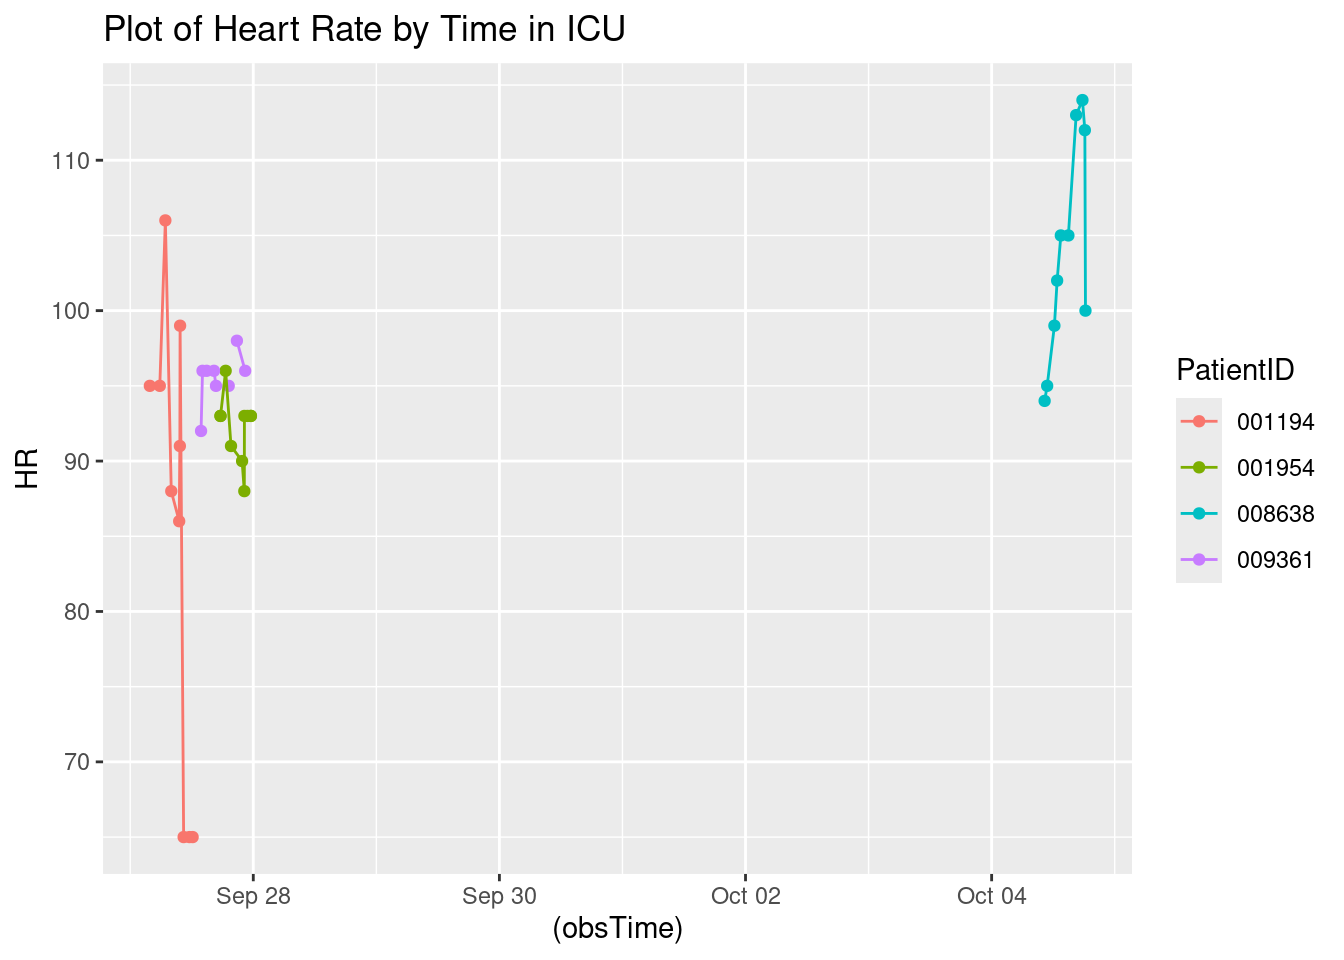 Plot of Heart Rate by Time in ICU
110
100
90
80
70
HR
Sep 28
Sep 30
Oct 02
Oct 04
(obsTime)
PatientID
001194
001954
008638
009361